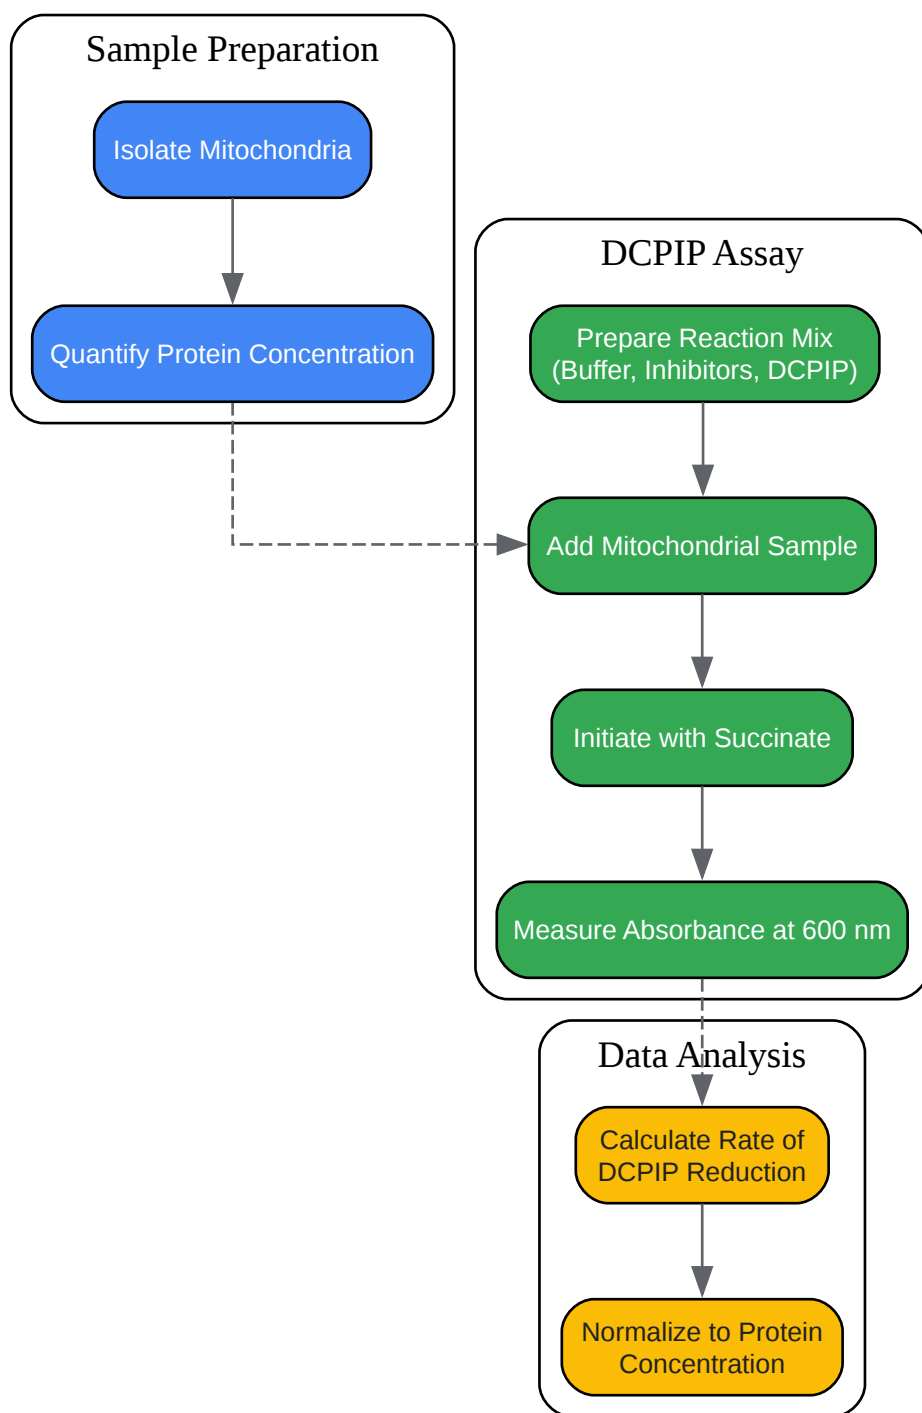 Sample Preparation
Isolate Mitochondria
Quantify Protein Concentration
DCPIP Assay
Prepare Reaction Mix
(Buffer, Inhibitors, DCPIP)
Add Mitochondrial Sample
Initiate with Succinate
Measure Absorbance at 600 nm
Data Analysis
Calculate Rate of
DCPIP Reduction
Normalize to Protein
Concentration